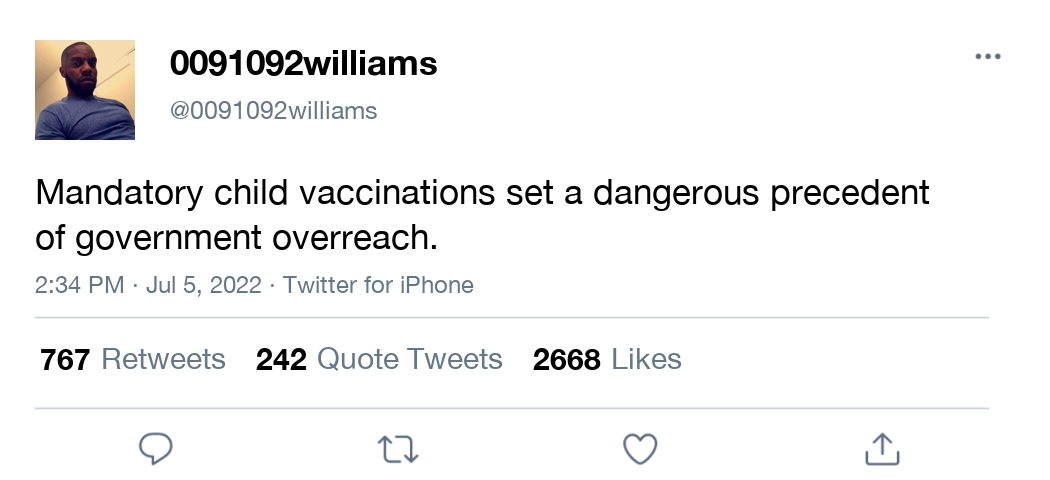 0091092williams
@0091092williams
Mandatory child vaccinations set a dangerous precedent
of government overreach.
2:34 PM · Jul 5, 2022 · Twitter for iPhone
767 Retweets 242 Quote Tweets 2668 Likes